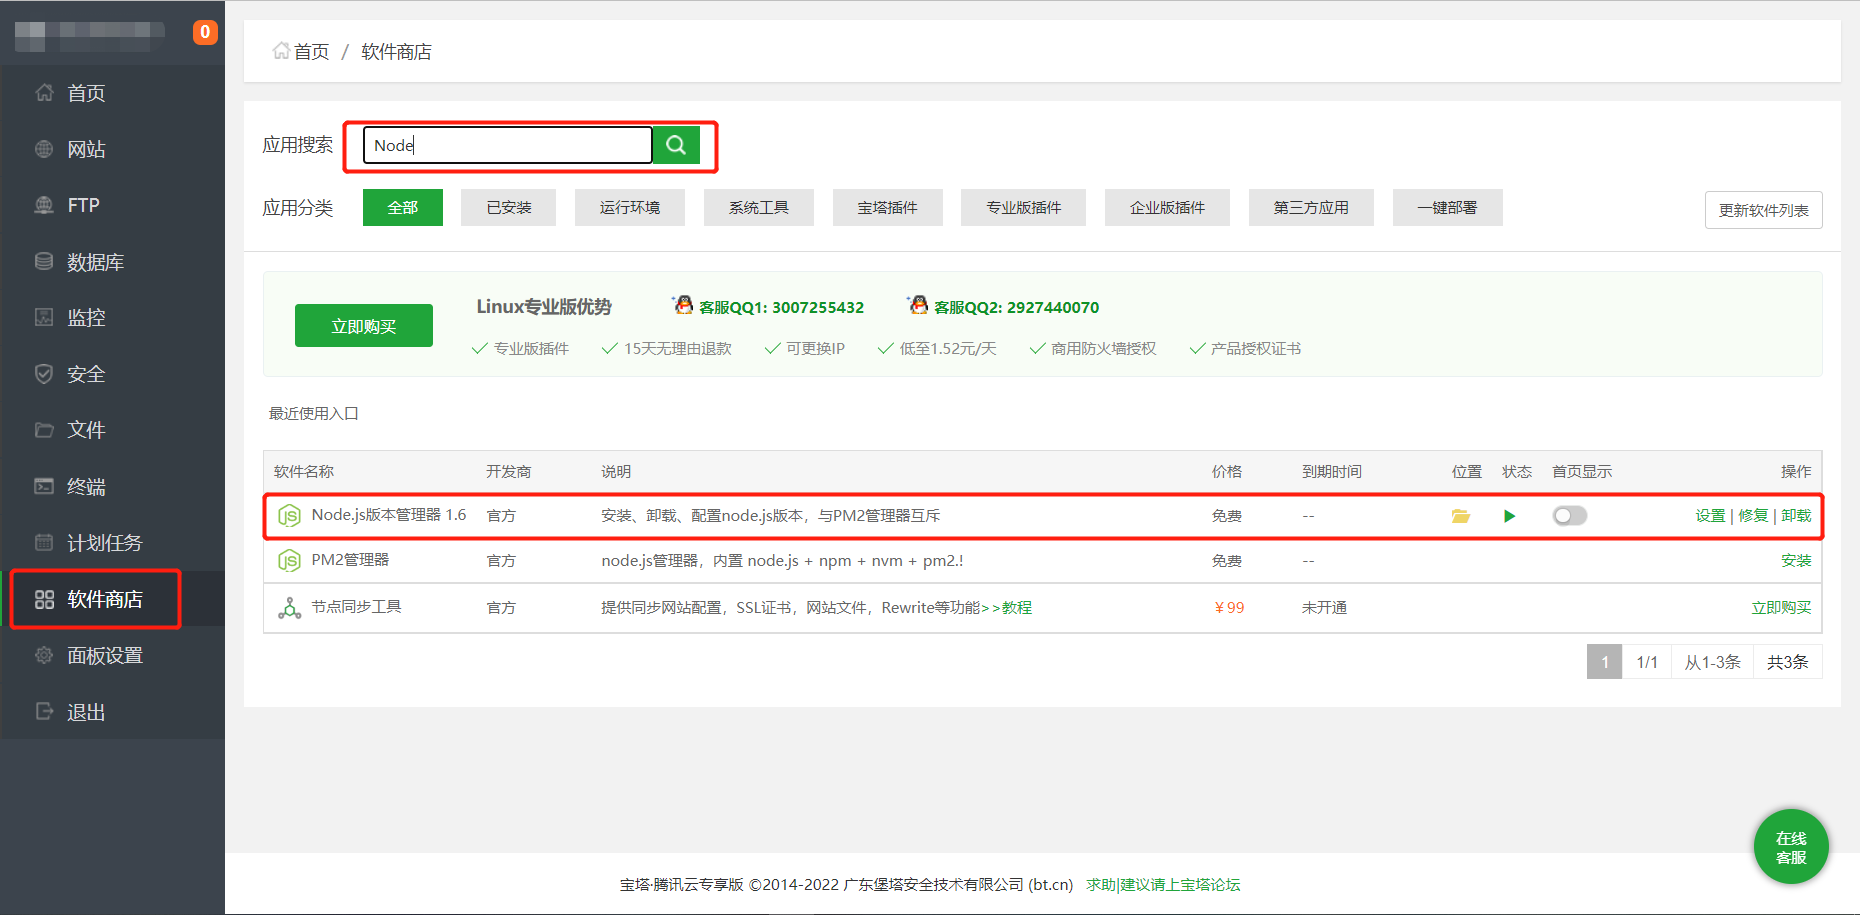 0
首页
网站
FTP
数据库
监控
安全
文件
终端
计划任务
软件商店
面板设置
退出
首页 / 软件商店
应用搜索 Node
应用分类 全部 已安装 运行环境 系统工具 宝塔插件 专业版插件 企业版插件 第三方应用 一键部署 更新软件列表
立即购买
Linux专业版优势 客服QQ1: 3007255432 客服QQ2: 2927440070
专业版插件 15天无理由退款 可更换IP 低至1.52元/天 商用防火墙授权 产品授权证书
最近使用入口
软件名称 开发商 说明 价格 到期时间 位置 状态 首页显示 操作
Node.js版本管理器 1.6 官方 安装、卸载、配置node.js版本，与PM2管理器互斥 免费 -- 设置 | 修复 | 卸载
PM2管理器 官方 node.js管理器，内置 node.js + npm + nvm + pm2.! 免费 -- 安装
节点同步工具 官方 提供同步网站配置，SSL证书，网站文件，Rewrite等功能>>教程 ￥99 未开通 立即购买
1 1/1 从1-3条 共3条
在线
客服
宝塔·腾讯云专享版 ©2014-2022 广东堡塔安全技术有限公司 (bt.cn) 求助|建议请上宝塔论坛